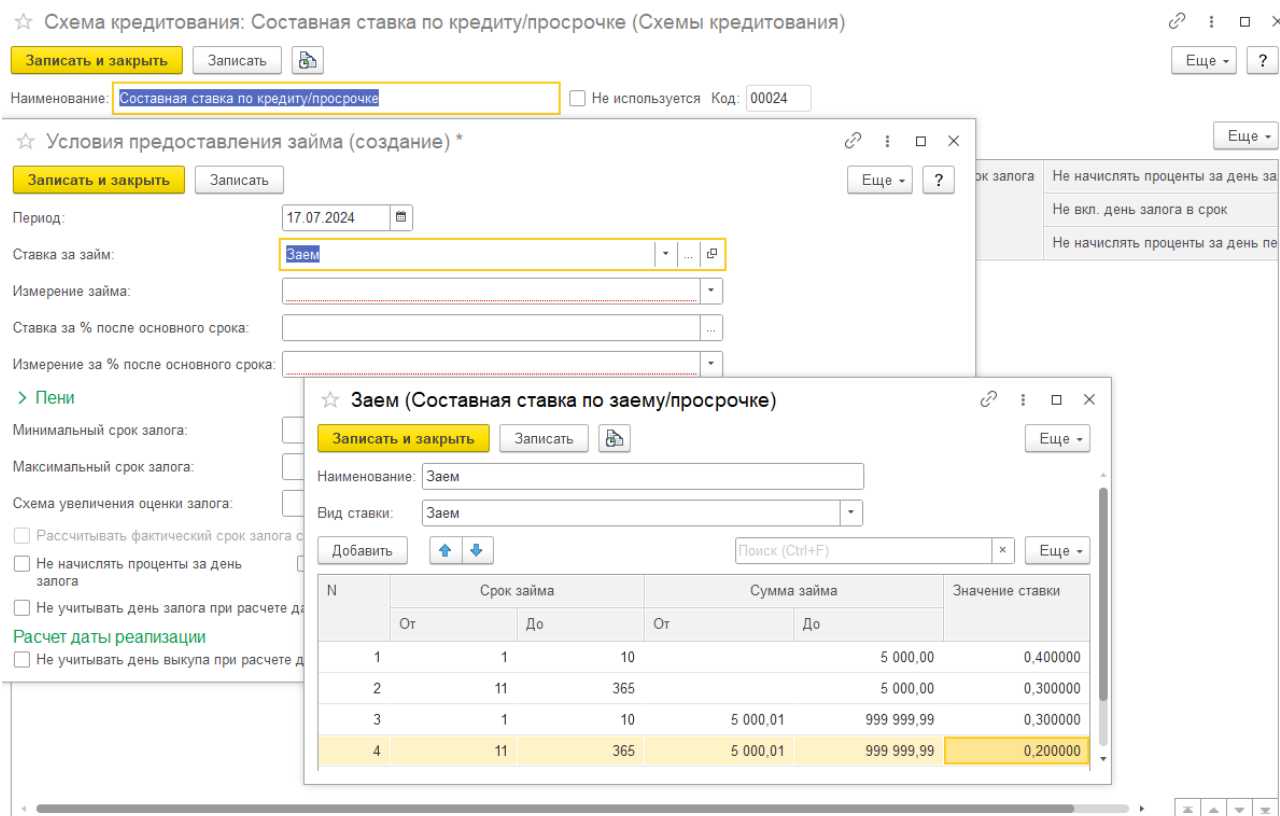 Схема кредитования: Составная ставка по кредиту/просрочке (Схемы кредитования)
Записать и закрыть Записать Еще ?
Наименование: Составная ставка по кредиту/просрочке Не используется Код: 00024
Еще
Условия предоставления займа (создание) *
Записать и закрыть Записать Еще ?
залога Не начислять проценты за день
Не вкл. день залога в срок
Не начислять проценты за день
Период: 17.07.2024
Ставка за займ: Заем ...
Измерение займа:
Ставка за % после основного срока: ...
Измерение за % после основного срока:
Пени
Минимальный срок залога:
Максимальный срок залога:
Схема увеличения оценки залога:
Рассчитывать фактический срок залога с
Не начислять проценты за день
залога
Не учитывать день залога при расчете
Расчет даты реализации
Не учитывать день выкупа при расчете
Заем (Составная ставка по заему/просрочке)
Записать и закрыть Записать Еще
Наименование: Заем
Вид ставки: Заем
Добавить Поиск (Ctrl+F) × Еще
N Срок займа Сумма займа Значение ставки
От До От До
1 1 10 5 000,00 0,400000
2 11 365 5 000,00 0,300000
3 1 10 5 000,01 999 999,99 0,300000
4 11 365 5 000,01 999 999,99 0,200000